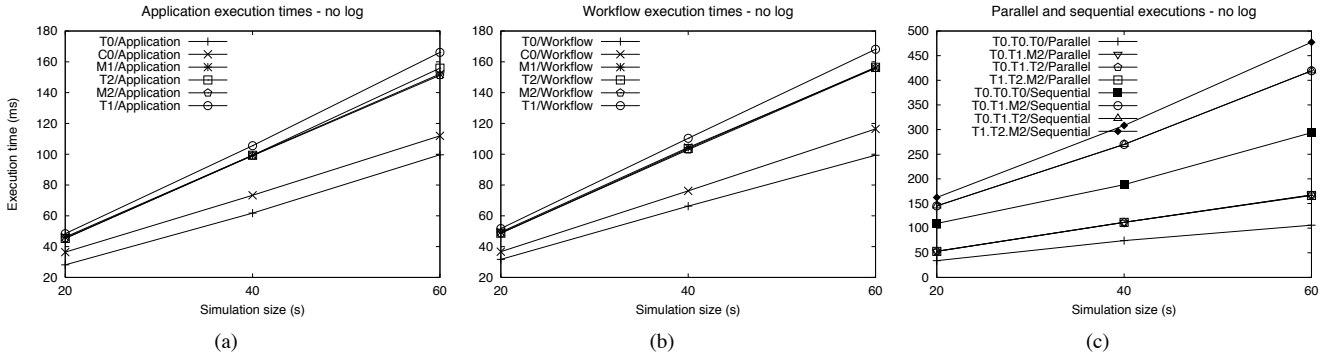 Application execution times - no log
180
160
140
120
100
80
60
40
20
Execution time (ms)
T0/Application
C0/Application
M1/Application
T2/Application
M2/Application
T1/Application
20 40 60
Simulation size (s)
(a)
Workflow execution times - no log
180
160
140
120
100
80
60
40
20
T0/Workflow
C0/Workflow
M1/Workflow
T2/Workflow
M2/Workflow
T1/Workflow
20 40 60
Simulation size (s)
(b)
Parallel and sequential executions - no log
500
450
400
350
300
250
200
150
100
50
0
T0.T0.T0/Parallel
T0.T1.M2/Parallel
T0.T1.T2/Parallel
T1.T2.M2/Parallel
T0.T0.T0/Sequential
T0.T1.M2/Sequential
T0.T1.T2/Sequential
T1.T2.M2/Sequential
20 40 60
Simulation size (s)
(c)